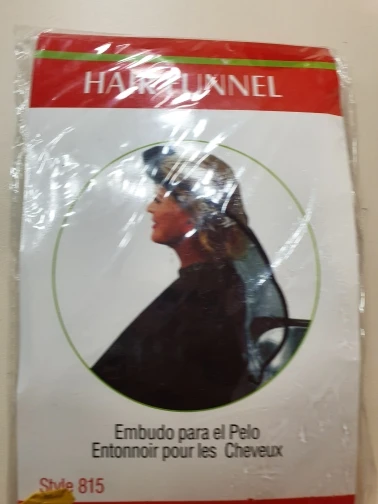 HAIR FUNNEL
Embudo para el Pelo
Entonnoir pour les Cheveux
Style 815